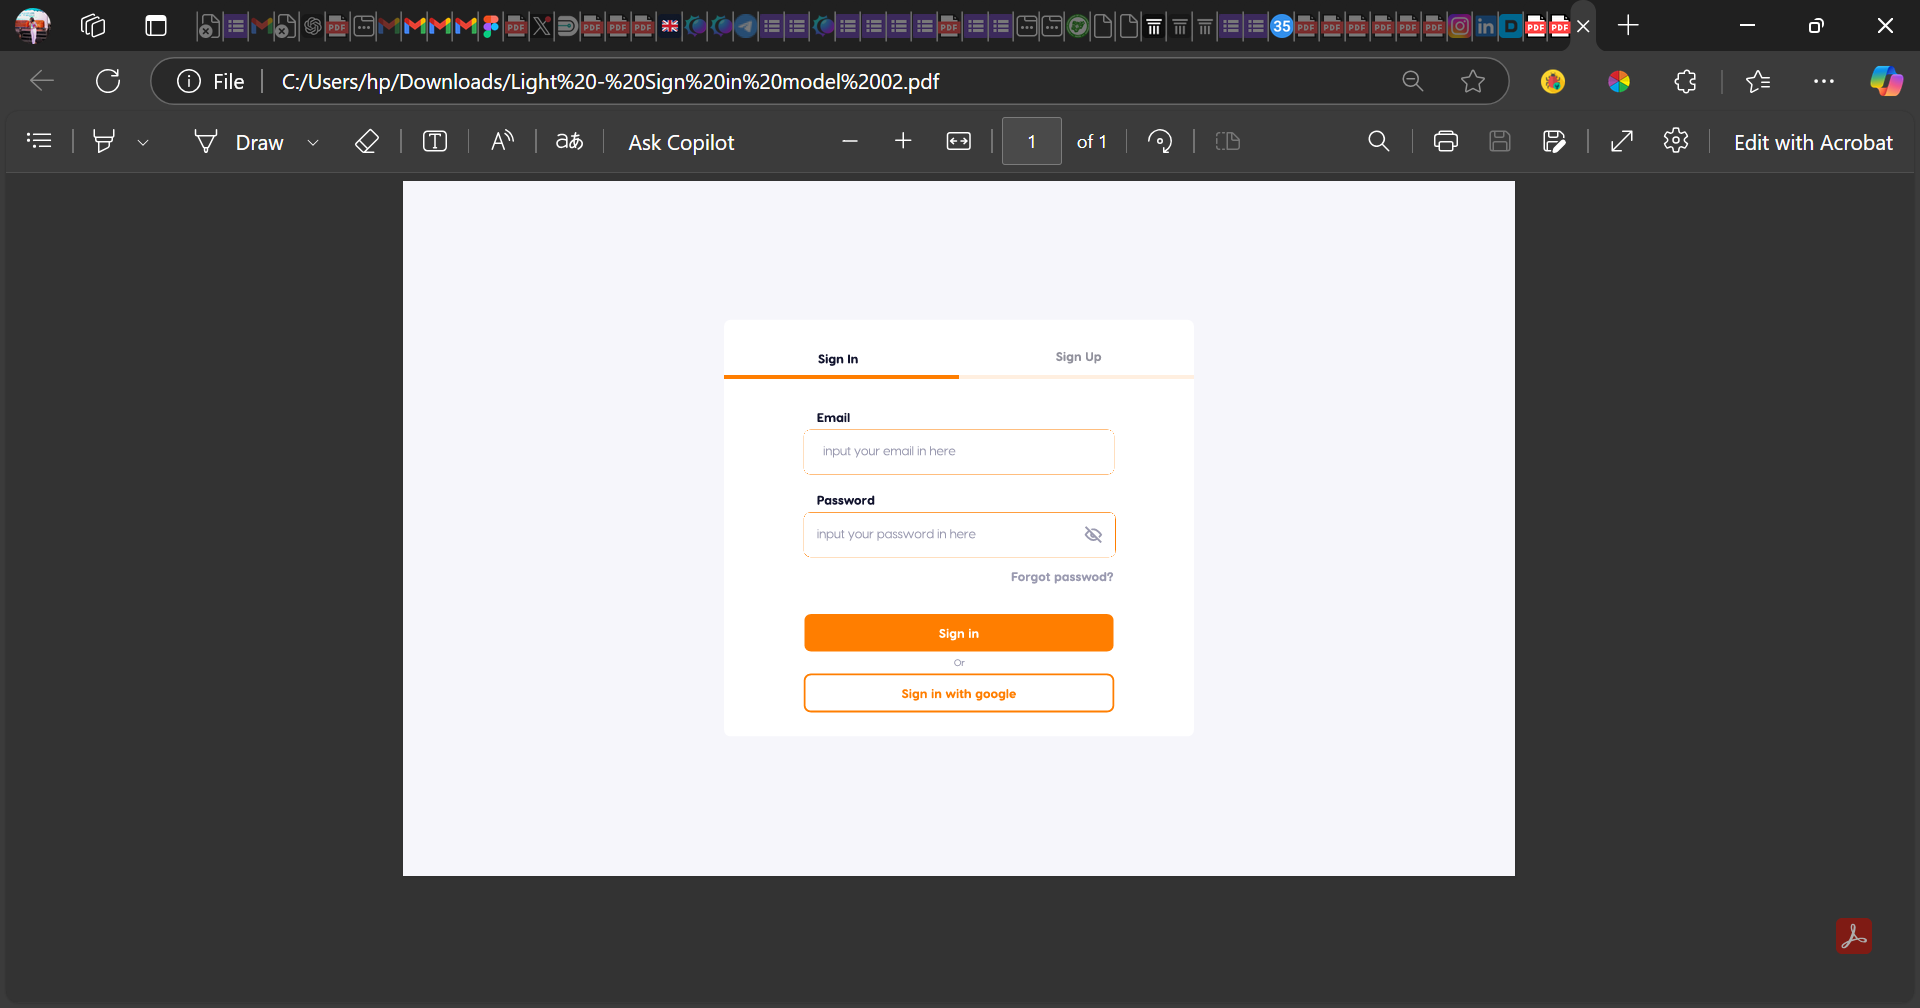 35
File
C:/Users/hp/Downloads/Light%20-%20Sign%20in%20model%2002.pdf
Draw
Ask Copilot
1 of 1
Edit with Acrobat
Sign In
Sign Up
Email
input your email in here
Password
input your password in here
Forgot passwod?
Sign in
Or
Sign in with google